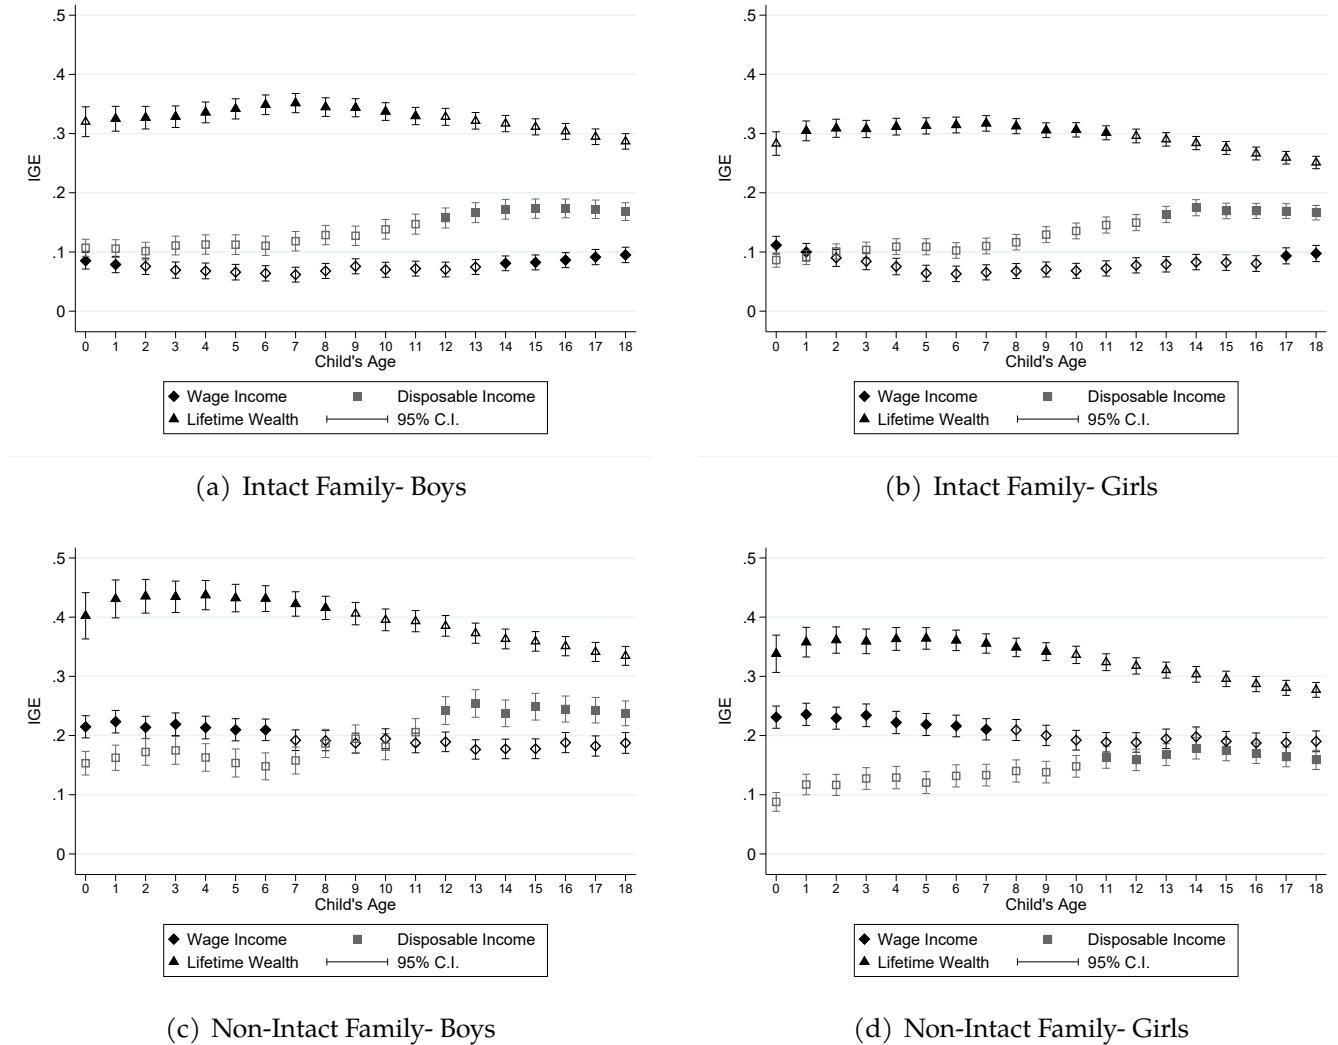 .5
.4
.3
.2
.1
0
IGE
0 1 2 3 4 5 6 7 8 9 10 11 12 13 14 15 16 17 18
Child's Age
Wage Income Disposable Income
Lifetime Wealth 95% C.I.
(a) Intact Family- Boys
.5
.4
.3
.2
.1
0
IGE
0 1 2 3 4 5 6 7 8 9 10 11 12 13 14 15 16 17 18
Child's Age
Wage Income Disposable Income
Lifetime Wealth 95% C.I.
(b) Intact Family- Girls
.5
.4
.3
.2
.1
0
IGE
0 1 2 3 4 5 6 7 8 9 10 11 12 13 14 15 16 17 18
Child's Age
Wage Income Disposable Income
Lifetime Wealth 95% C.I.
(c) Non-Intact Family- Boys
.5
.4
.3
.2
.1
0
IGE
0 1 2 3 4 5 6 7 8 9 10 11 12 13 14 15 16 17 18
Child's Age
Wage Income Disposable Income
Lifetime Wealth 95% C.I.
(d) Non-Intact Family- Girls